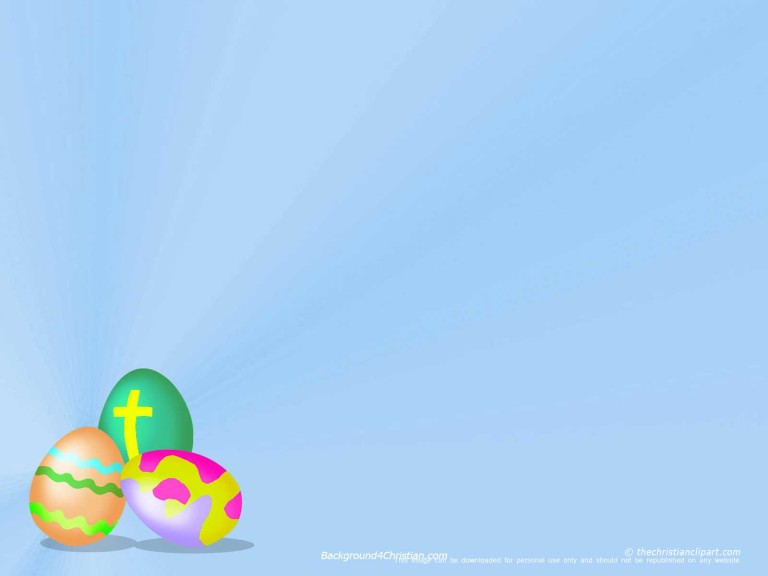 © thechristianclipart.com
Background4Christian.com
This image can be downloaded for personal use only and should not be republished on any website.